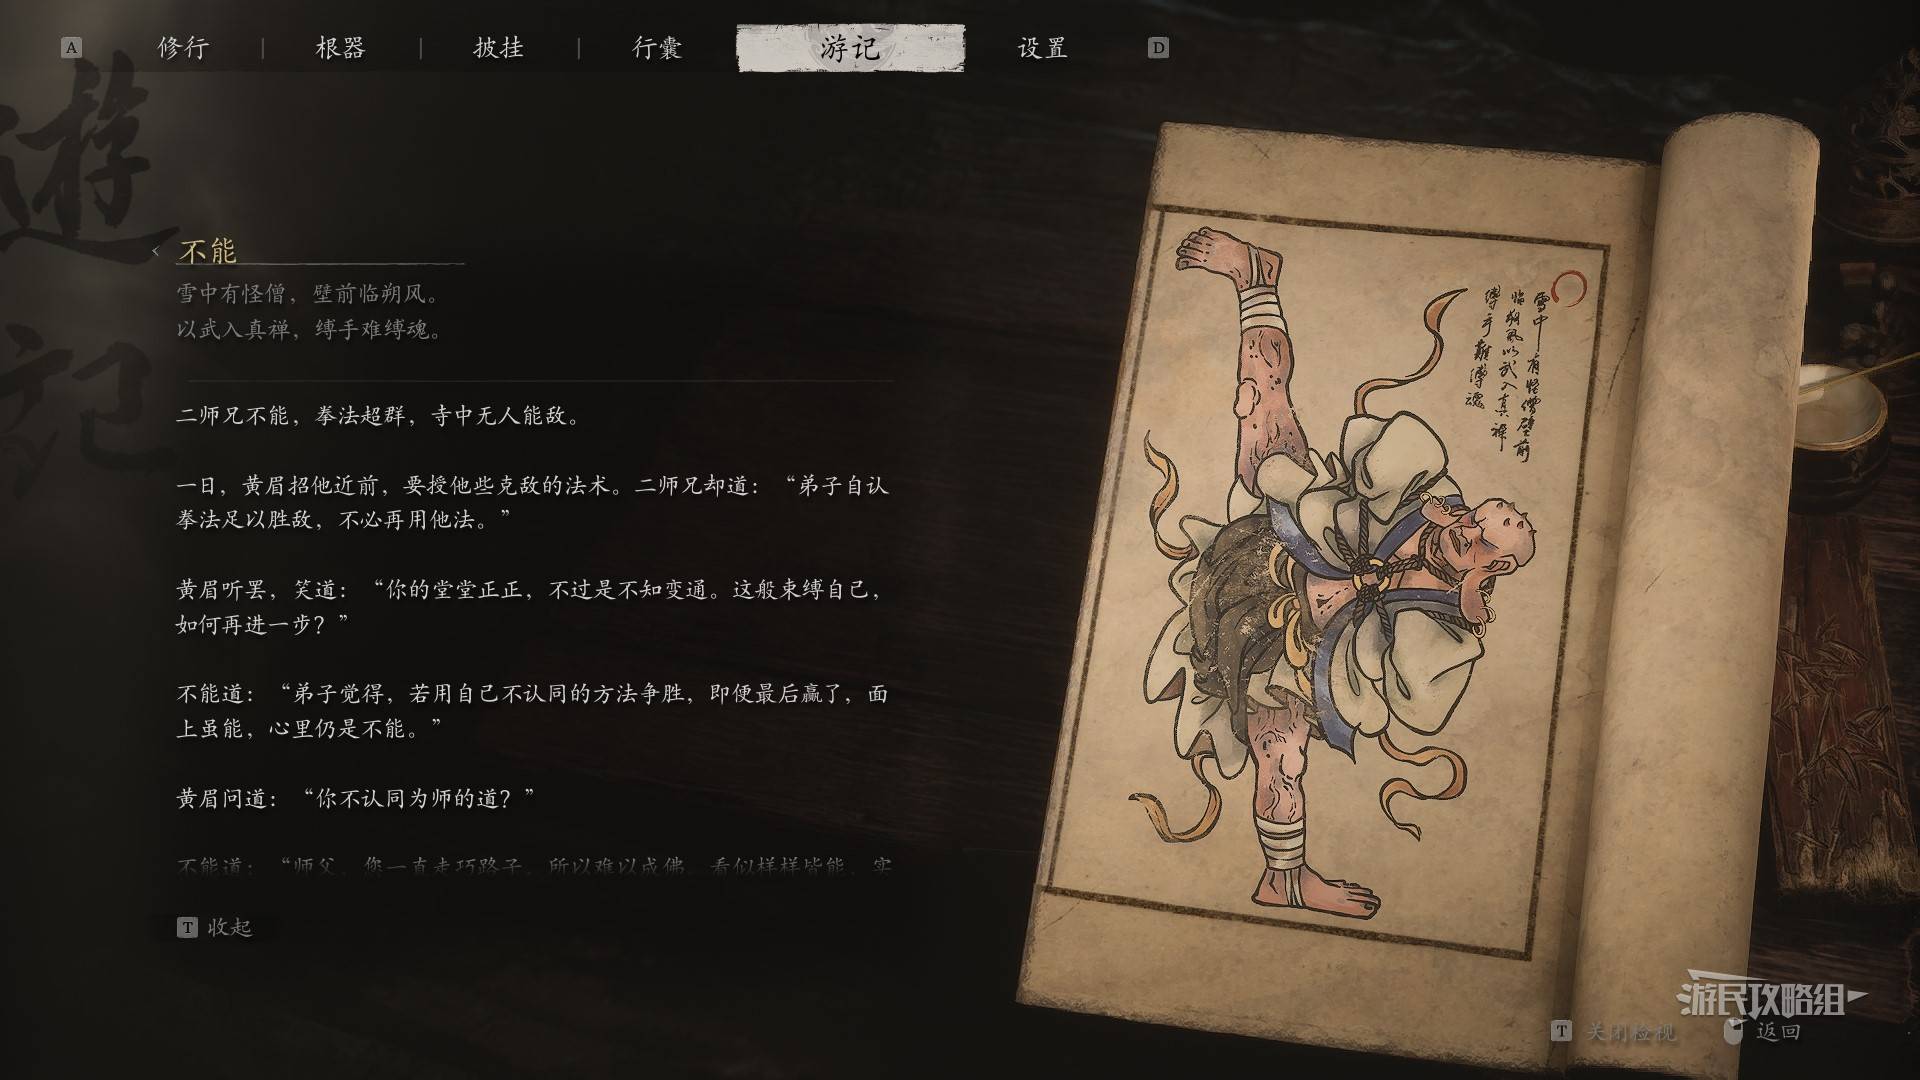 A 修行 | 根器 | 披挂 | 行囊 游记 设置 D
遊記
不能
雪中有怪僧，壁前临朔风。
以武入真禅，缚手难缚魂。
二师兄不能，拳法超群，寺中无人能敌。
一日，黄眉招他近前，要授他些克敌的法术。二师兄却道：“弟子自认
拳法足以胜敌，不必再用他法。”
黄眉听罢，笑道：“你的堂堂正正，不过是不知变通。这般束缚自己，
如何再进一步？”
不能道：“弟子觉得，若用自己不认同的方法争胜，即便最后赢了，面
上虽能，心里仍是不能。”
黄眉问道：“你不认同为师的道？”
不能道：“师父，您一直走巧路子，所以难以成佛。看似样样皆能，实
T 收起
雪中有怪僧壁前
临朔风以武入真禅
缚手难缚魂
游民攻略组
T 关闭检视 返回